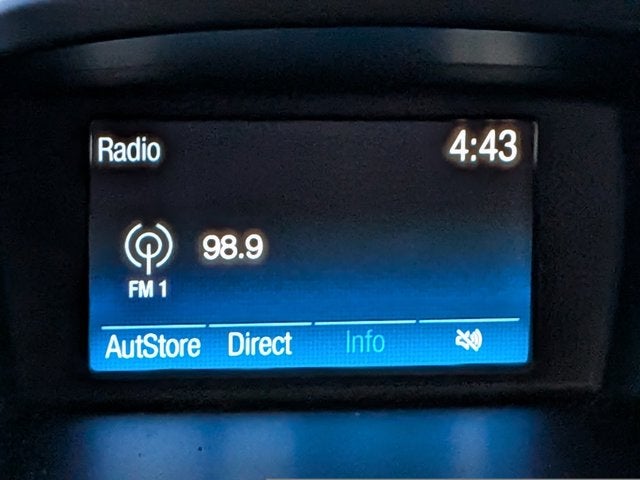 Radio 4:43
98.9
FM 1
AutStore Direct Info